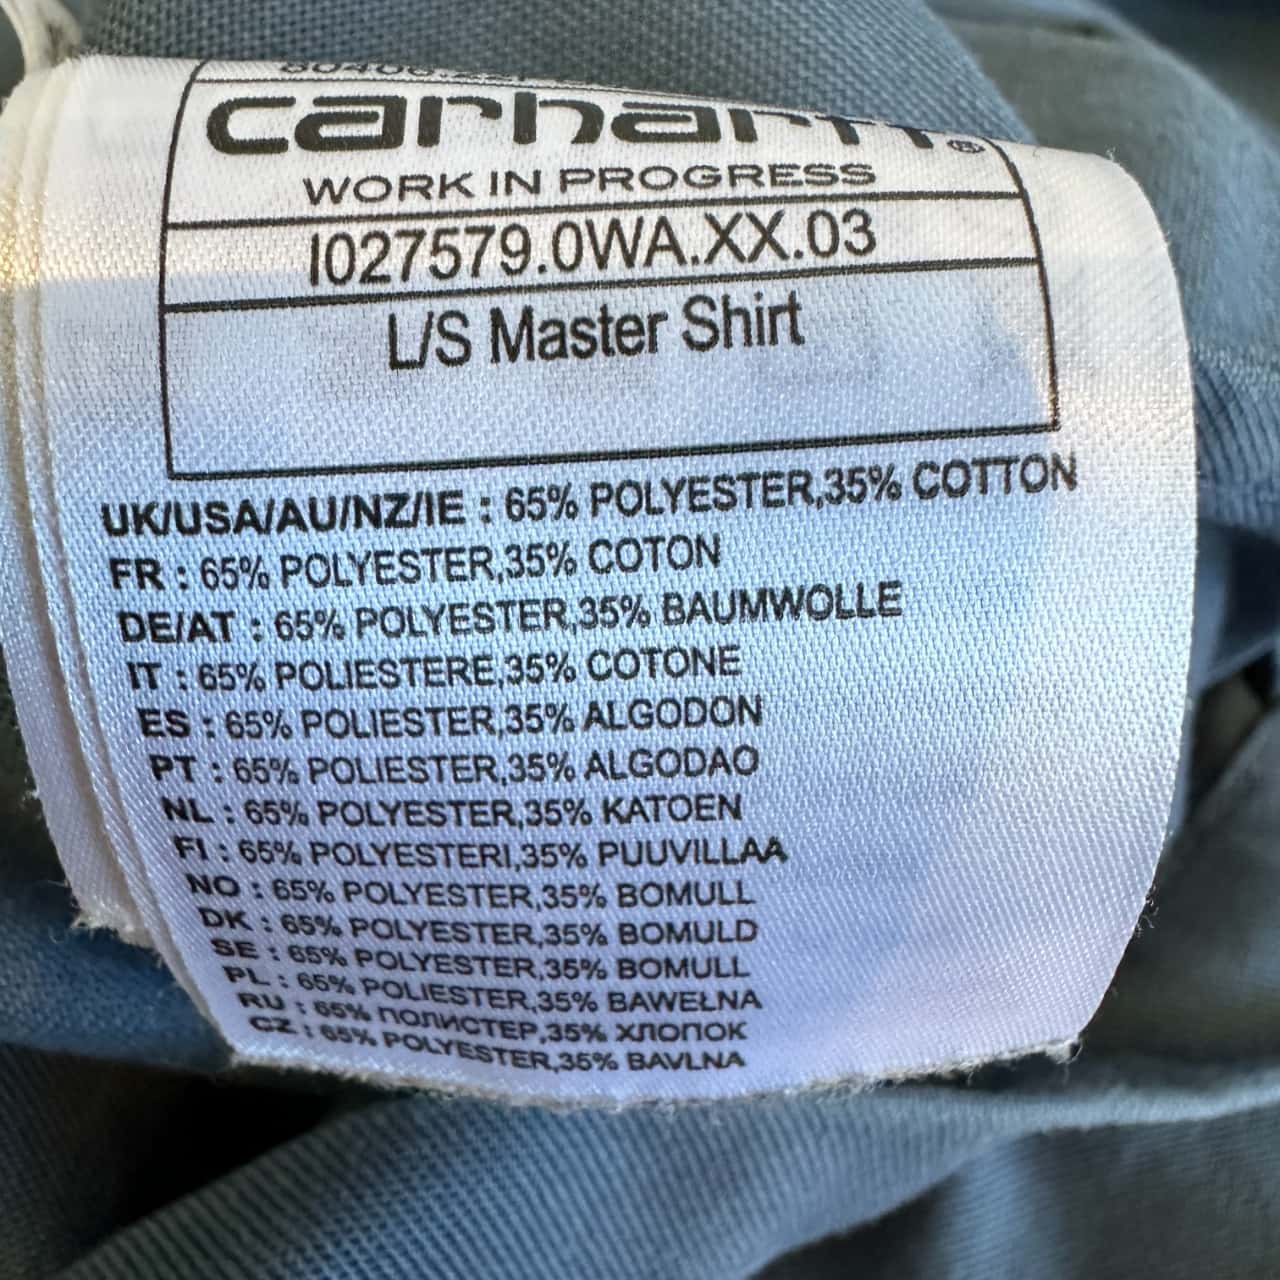 carhartt®
WORK IN PROGRESS
I027579.0WA.XX.03
L/S Master Shirt
UK/USA/AU/NZ/IE : 65% POLYESTER,35% COTTON
FR : 65% POLYESTER,35% COTON
DE/AT : 65% POLYESTER,35% BAUMWOLLE
IT : 65% POLIESTERE,35% COTONE
ES : 65% POLIESTER,35% ALGODON
PT : 65% POLIESTER,35% ALGODAO
NL : 65% POLYESTER,35% KATOEN
FI : 65% POLYESTERI,35% PUUVILLAA
NO : 65% POLYESTER,35% BOMULL
DK : 65% POLYESTER,35% BOMULD
SE : 65% POLYESTER,35% BOMULL
PL : 65% POLIESTER,35% BAWEŁNA
RU : 65% ПОЛИСТЕР,35% ХЛОПОК
CZ : 65% POLYESTER,35% BAVLNA